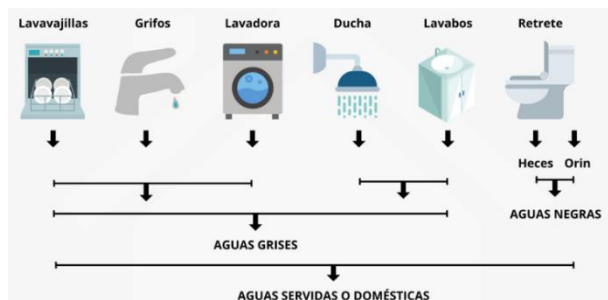 Lavavajillas Grifos Lavadora Ducha Lavabos Retrete
Heces Orin
AGUAS NEGRAS
AGUAS GRISES
AGUAS SERVIDAS O DOMÉSTICAS